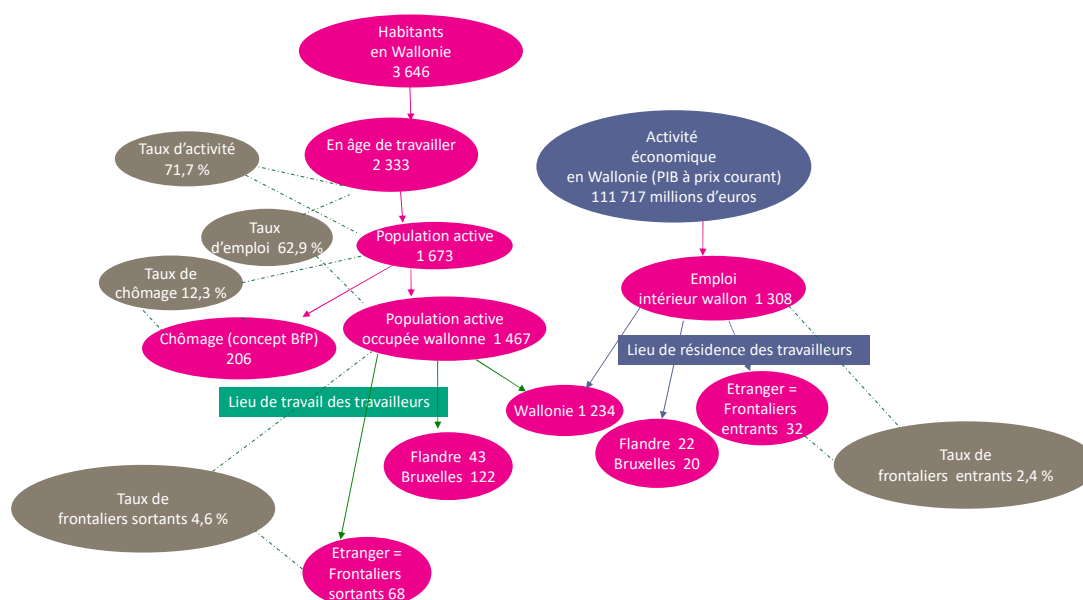 Habitants
en Wallonie
3 646
En âge de travailler
2 333
Taux d'activité
71,7 %
Activité
économique
en Wallonie (PIB à prix courant)
111 717 millions d'euros
Taux
d'emploi 62,9 %
Population active
1 673
Taux de
chômage 12,3 %
Emploi
intérieur wallon 1 308
Chômage (concept BfP)
206
Population active
occupée wallonne 1 467
Lieu de résidence des travailleurs
Lieu de travail des travailleurs
Wallonie 1 234
Etranger =
Frontaliers
entrants 32
Flandre 43
Bruxelles 122
Flandre 22
Bruxelles 20
Taux de
frontaliers entrants 2,4 %
Taux de
frontaliers sortants 4,6 %
Etranger =
Frontaliers
sortants 68